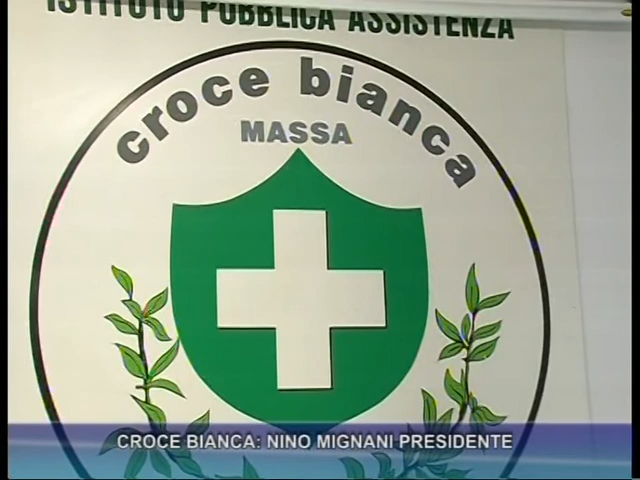 ISTITUTO PUBBLICA ASSISTENZA
croce bianca
MASSA
CROCE BIANCA: NINO MIGNANI PRESIDENTE